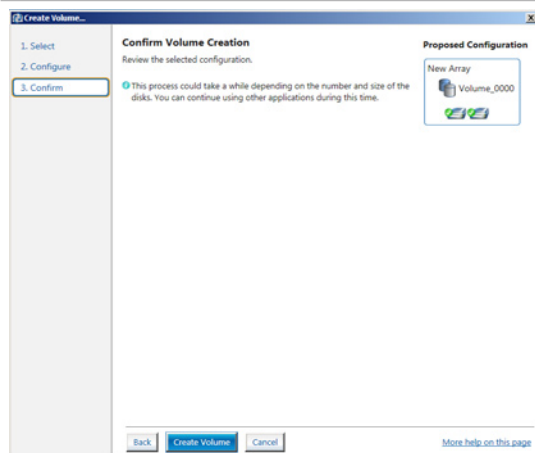 Create Volume...
1. Select
2. Configure
3. Confirm
Confirm Volume Creation
Review the selected configuration.
This process could take a while depending on the number and size of the
disks. You can continue using other applications during this time.
Proposed Configuration
New Array
Volume_0000
Back
Create Volume
Cancel
More help on this page